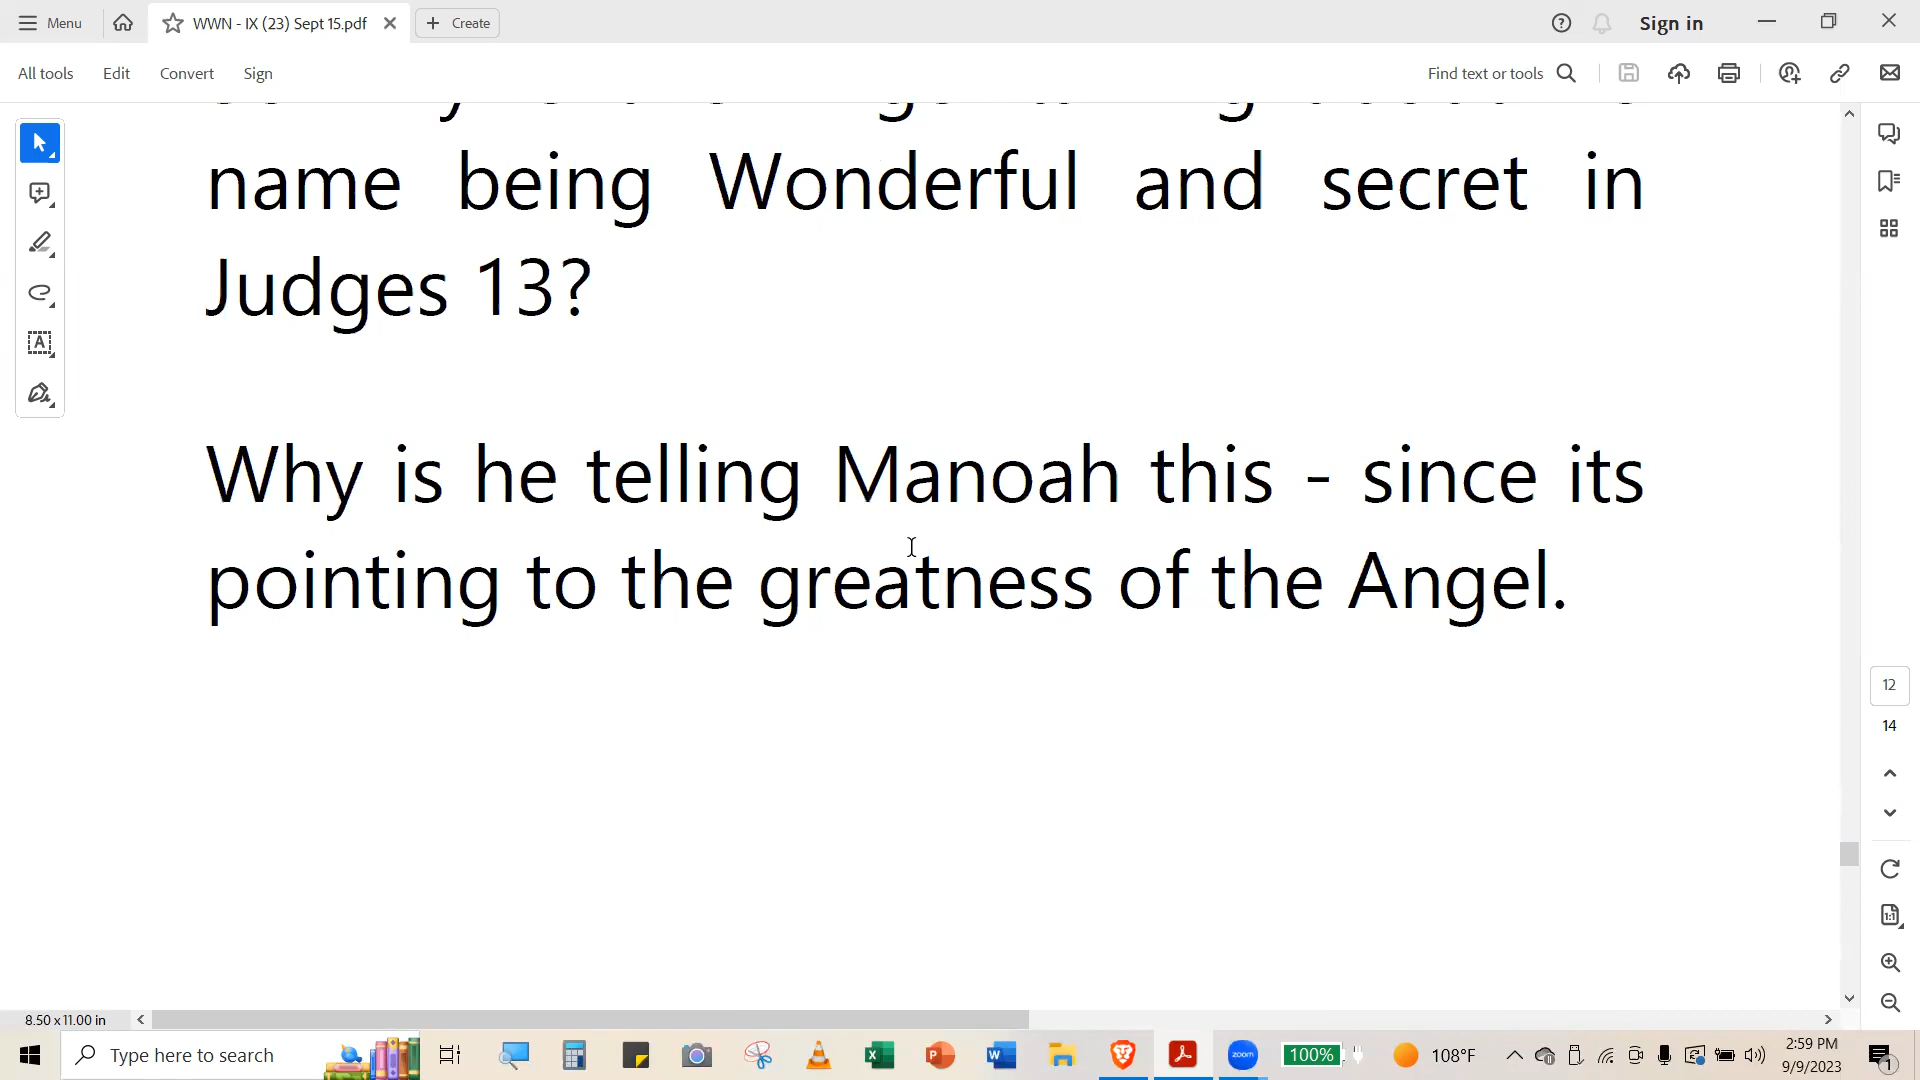 Menu
WWN - IX (23) Sept 15.pdf
Create
Sign in
All tools
Edit
Convert
Sign
Find text or tools
name being Wonderful and secret in
Judges 13?
Why is he telling Manoah this - since its
pointing to the greatness of the Angel.
12
14
8.50 x 11.00 in
Type here to search
zoom
100%
108°F
2:59 PM
9/9/2023
1